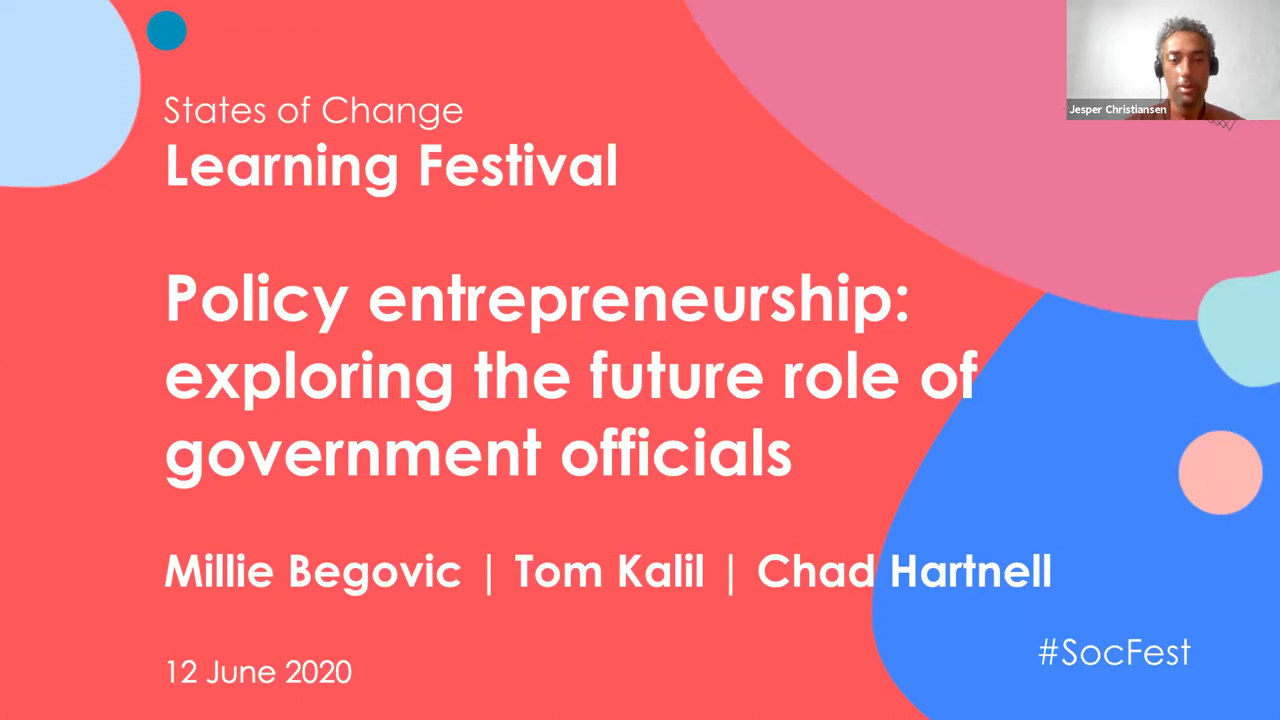 States of Change
Learning Festival
Policy entrepreneurship:
exploring the future role of
government officials
Millie Begovic | Tom Kalil | Chad Hartnell
12 June 2020
#SocFest
Jesper Christiansen